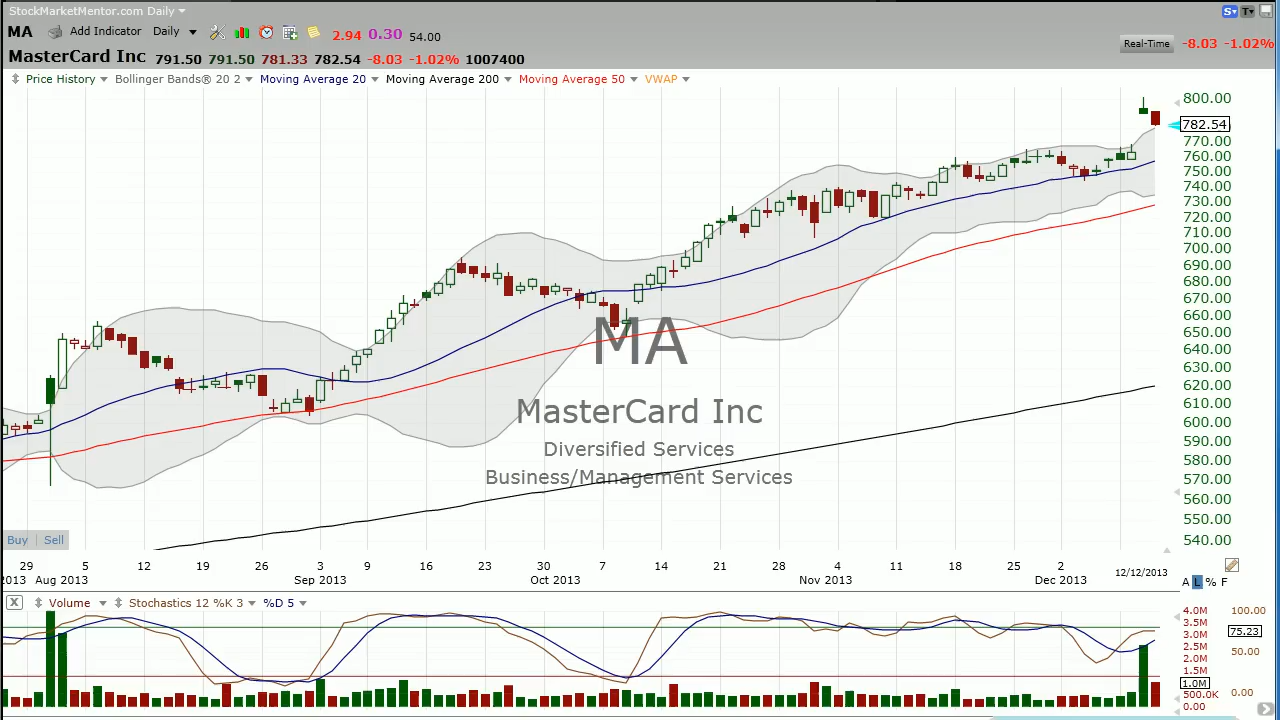 StockMarketMentor.com Daily
S T
MA Add Indicator Daily 2.94 0.30 54.00
Real-Time -8.03 -1.02%
MasterCard Inc 791.50 791.50 781.33 782.54 -8.03 -1.02% 1007400
Price History Bollinger Bands® 20 2 Moving Average 20 Moving Average 200 Moving Average 50 VWAP
800.00
782.54
770.00
760.00
750.00
740.00
730.00
720.00
710.00
700.00
690.00
680.00
670.00
660.00
650.00
640.00
630.00
620.00
610.00
600.00
590.00
580.00
570.00
560.00
550.00
540.00
MA
MasterCard Inc
Diversified Services
Business/Management Services
Buy Sell
29 5 12 19 26 3 9 16 23 30 7 14 21 28 4 11 18 25 2
2013 Aug 2013 Sep 2013 Oct 2013 Nov 2013 Dec 2013 12/12/2013
A L % F
X Volume Stochastics 12 %K 3 %D 5
4.0M
3.5M
3.0M
2.5M
2.0M
1.5M
1.0M
500.0K
0.00
100.00
75.23
50.00
0.00